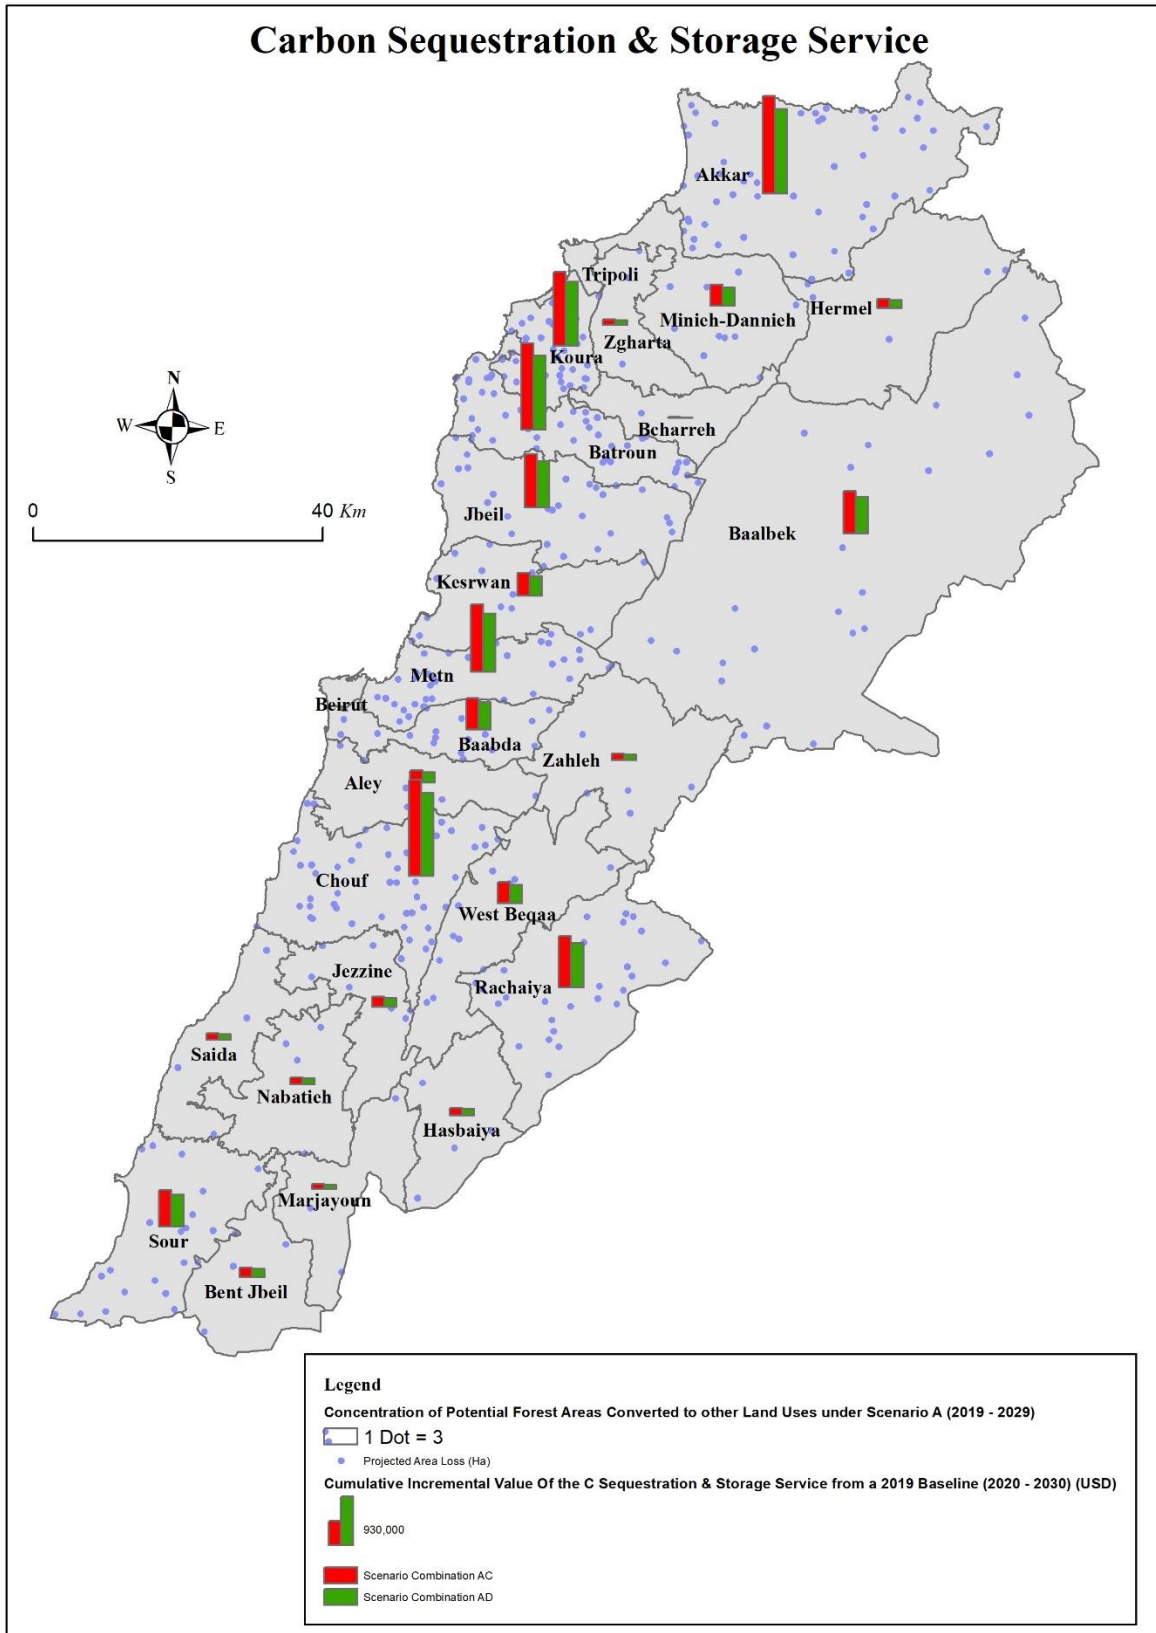 Carbon Sequestration & Storage Service
Akkar
Tripoli
Minieh-Dannieh
Hermel
Zgharta
Koura
N
W
E
S
Bcharreh
Batroun
0
40 Km
Jbeil
Baalbek
Kesrwan
Metn
Beirut
Baabda
Zahleh
Aley
Chouf
West Beqaa
Jezzine
Rachaiya
Saida
Nabatieh
Hasbaiya
Marjayoun
Sour
Bent Jbeil
Legend
Concentration of Potential Forest Areas Converted to other Land Uses under Scenario A (2019 - 2029)
1 Dot = 3
Projected Area Loss (Ha)
Cumulative Incremental Value Of the C Sequestration & Storage Service from a 2019 Baseline (2020 - 2030) (USD)
930,000
Scenario Combination AC
Scenario Combination AD